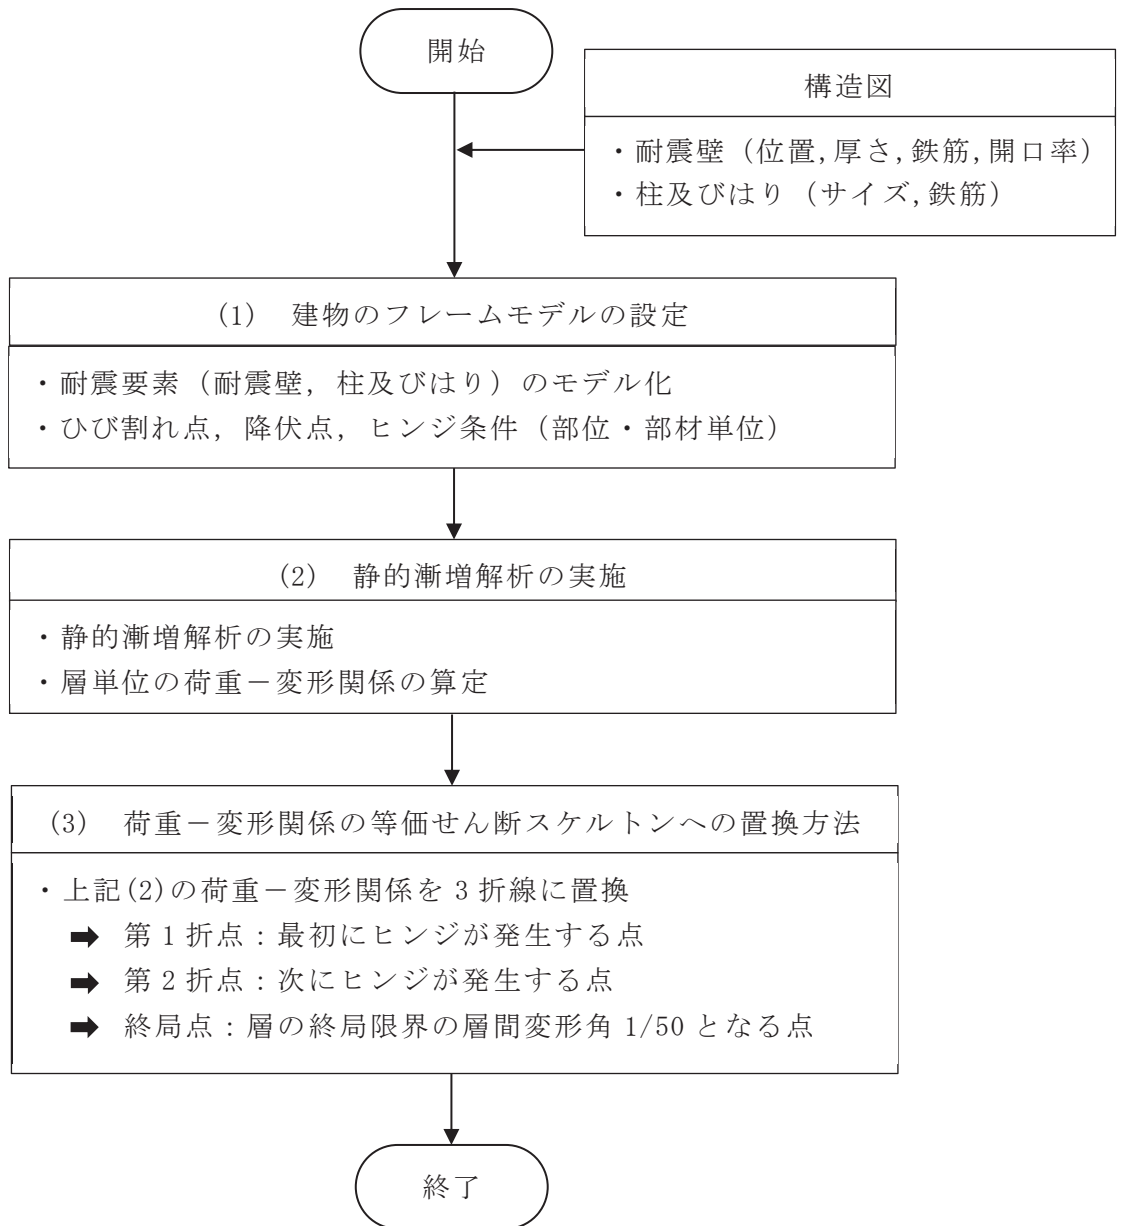 開始
構造図
・耐震壁（位置,厚さ,鉄筋,開口率）
・柱及びはり（サイズ,鉄筋）
(1) 建物のフレームモデルの設定
・耐震要素（耐震壁，柱及びはり）のモデル化
・ひび割れ点，降伏点，ヒンジ条件（部位・部材単位）
(2) 静的漸増解析の実施
・静的漸増解析の実施
・層単位の荷重－変形関係の算定
(3) 荷重－変形関係の等価せん断スケルトンへの置換方法
・上記(2)の荷重－変形関係を3折線に置換
➡ 第1折点：最初にヒンジが発生する点
➡ 第2折点：次にヒンジが発生する点
➡ 終局点：層の終局限界の層間変形角1/50となる点
終了